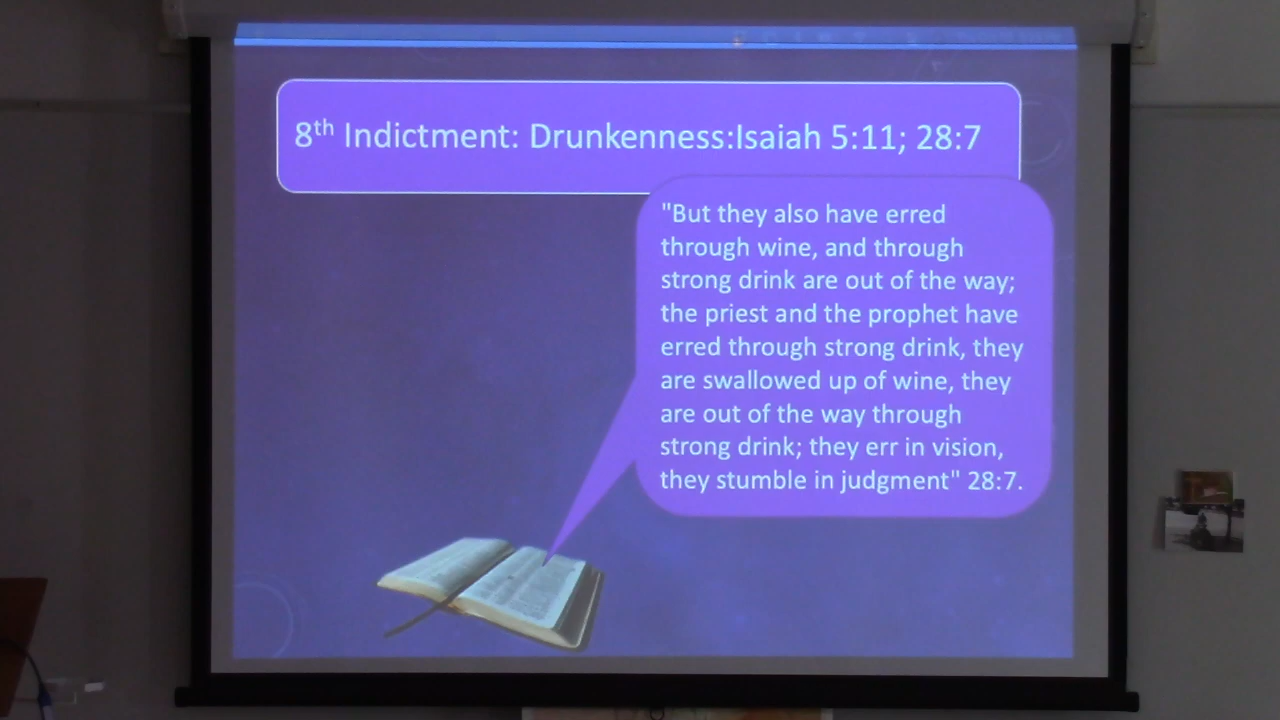 8th Indictment: Drunkenness:Isaiah 5:11; 28:7
"But they also have erred
through wine, and through
strong drink are out of the way;
the priest and the prophet have
erred through strong drink, they
are swallowed up of wine, they
are out of the way through
strong drink; they err in vision,
they stumble in judgment" 28:7.